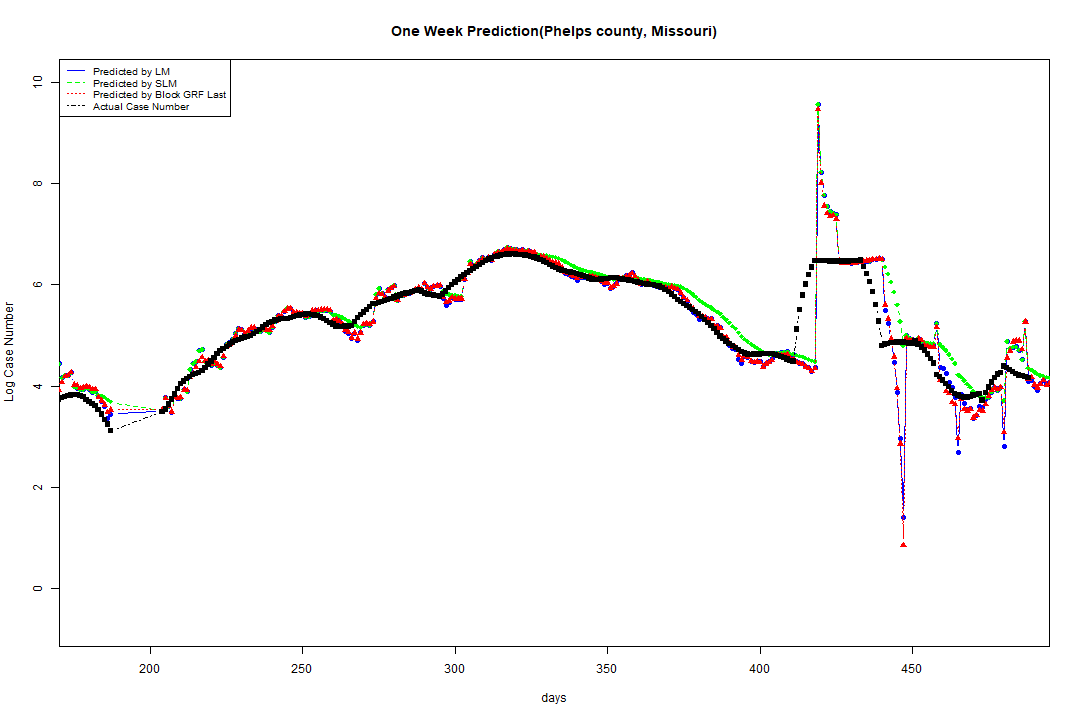 One Week Prediction(Phelps county, Missouri)
Predicted by LM
Predicted by SLM
Predicted by Block GRF Last
Actual Case Number
10
8
6
4
2
0
Log Case Number
200 250 300 350 400 450
days